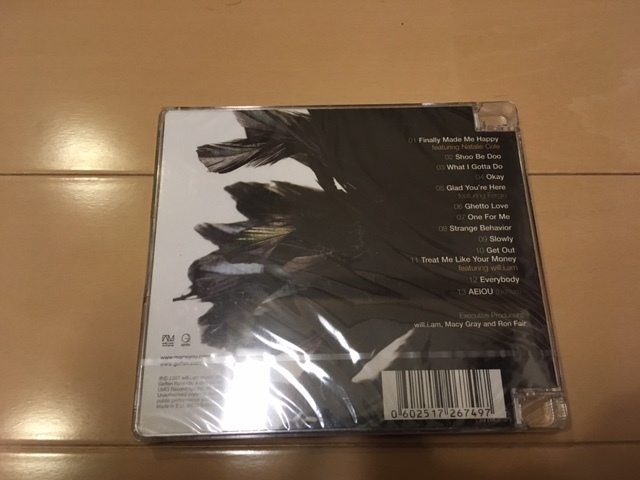 01 Finally Made Me Happy
featuring Natalie Cole
02 Shoo Be Doo
03 What I Gotta Do
04 Okay
05 Glad You're Here
featuring Fergie
06 Ghetto Love
07 One For Me
08 Strange Behavior
09 Slowly
10 Get Out
11 Treat Me Like Your Money
featuring will.i.am
12 Everybody
13 AEIOU
Executive Producers:
will.i.am, Macy Gray and Ron Fair
0 602517 267497